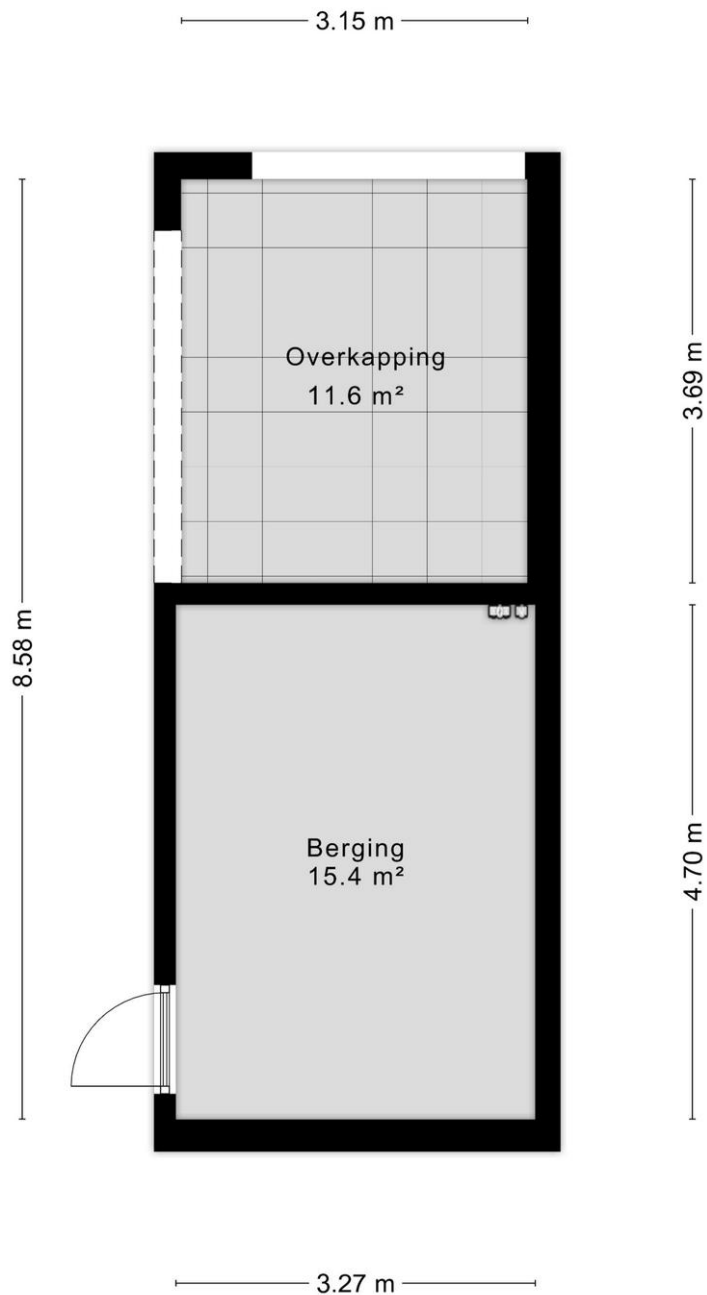 3.15 m
Overkapping
11.6 m²
3.69 m
8.58 m
Berging
15.4 m²
4.70 m
3.27 m